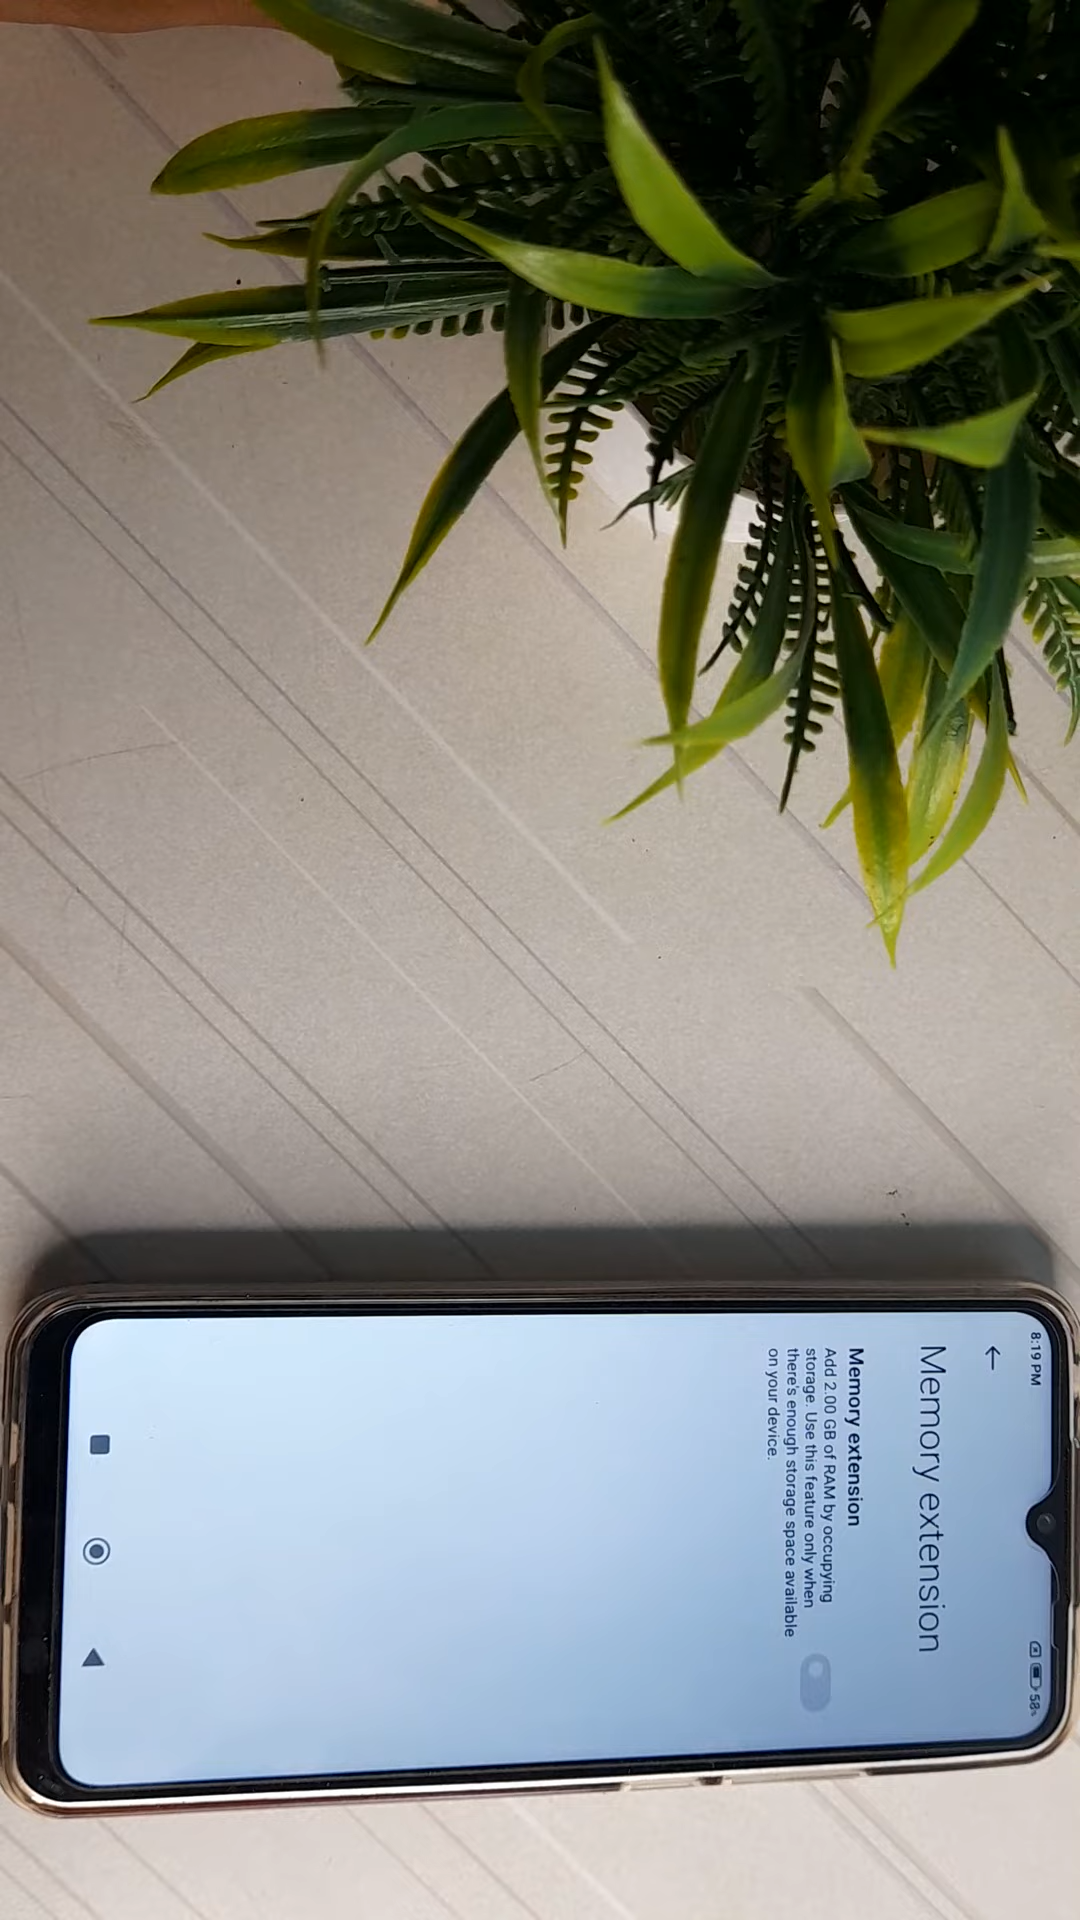 8:19 PM
58
Memory extension
Memory extension
Add 2.00 GB of RAM by occupying
storage. Use this feature only when
there's enough storage space available
on your device.